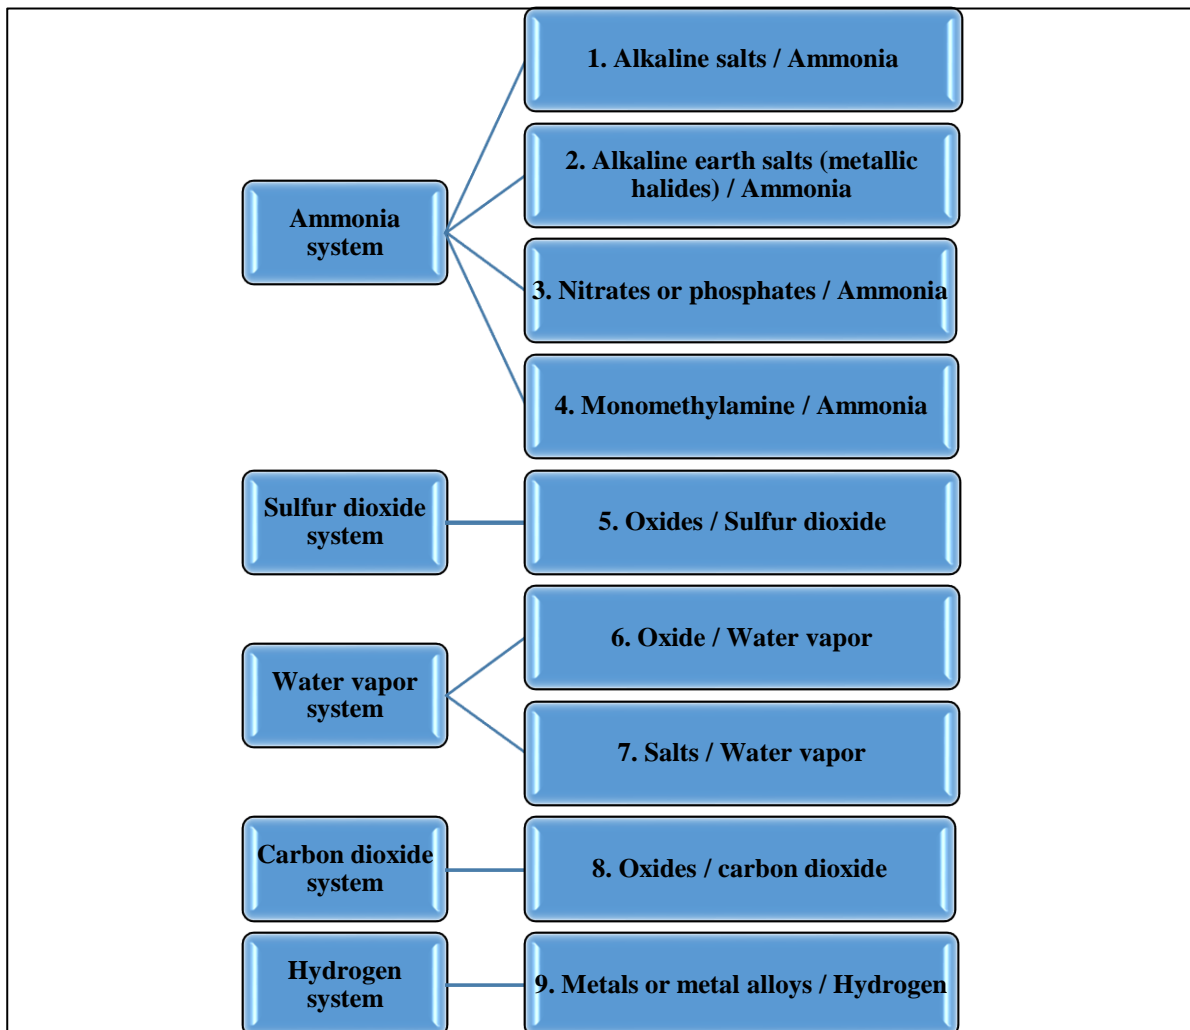 Ammonia
system
1. Alkaline salts / Ammonia
2. Alkaline earth salts (metallic
halides) / Ammonia
3. Nitrates or phosphates / Ammonia
4. Monomethylamine / Ammonia
Sulfur dioxide
system
5. Oxides / Sulfur dioxide
Water vapor
system
6. Oxide / Water vapor
7. Salts / Water vapor
Carbon dioxide
system
8. Oxides / carbon dioxide
Hydrogen
system
9. Metals or metal alloys / Hydrogen